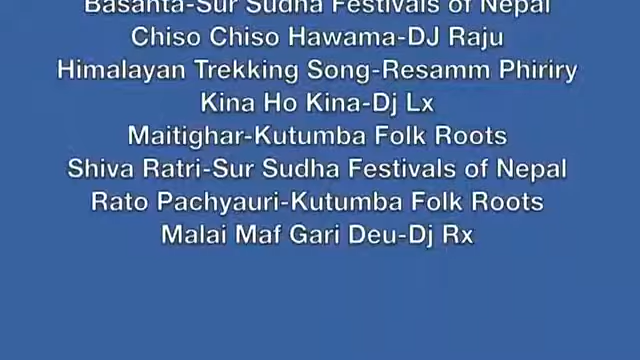 Basanta-Sur Sudha Festivals of Nepal
Chiso Chiso Hawama-DJ Raju
Himalayan Trekking Song-Resamm Phiriry
Kina Ho Kina-Dj Lx
Maitighar-Kutumba Folk Roots
Shiva Ratri-Sur Sudha Festivals of Nepal
Rato Pachyauri-Kutumba Folk Roots
Malai Maf Gari Deu-Dj Rx